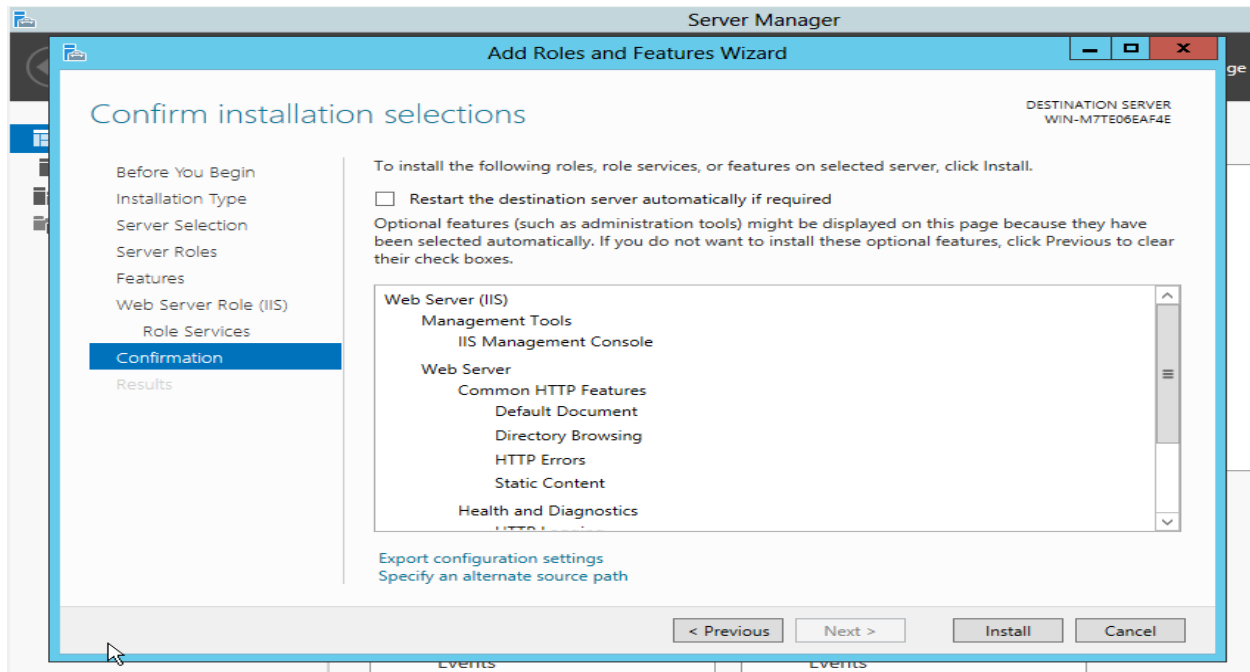 Server Manager
Add Roles and Features Wizard
ge
Confirm installation selections
DESTINATION SERVER
WIN-M7TE06EAF4E
Before You Begin
Installation Type
Server Selection
Server Roles
Features
Web Server Role (IIS)
Role Services
Confirmation
Results
To install the following roles, role services, or features on selected server, click Install.
Restart the destination server automatically if required
Optional features (such as administration tools) might be displayed on this page because they have
been selected automatically. If you do not want to install these optional features, click Previous to clear
their check boxes.
Web Server (IIS)
Management Tools
IIS Management Console
Web Server
Common HTTP Features
Default Document
Directory Browsing
HTTP Errors
Static Content
Health and Diagnostics
HTTP Logging
Export configuration settings
Specify an alternate source path
< Previous
Next >
Install
Cancel
Events
Events